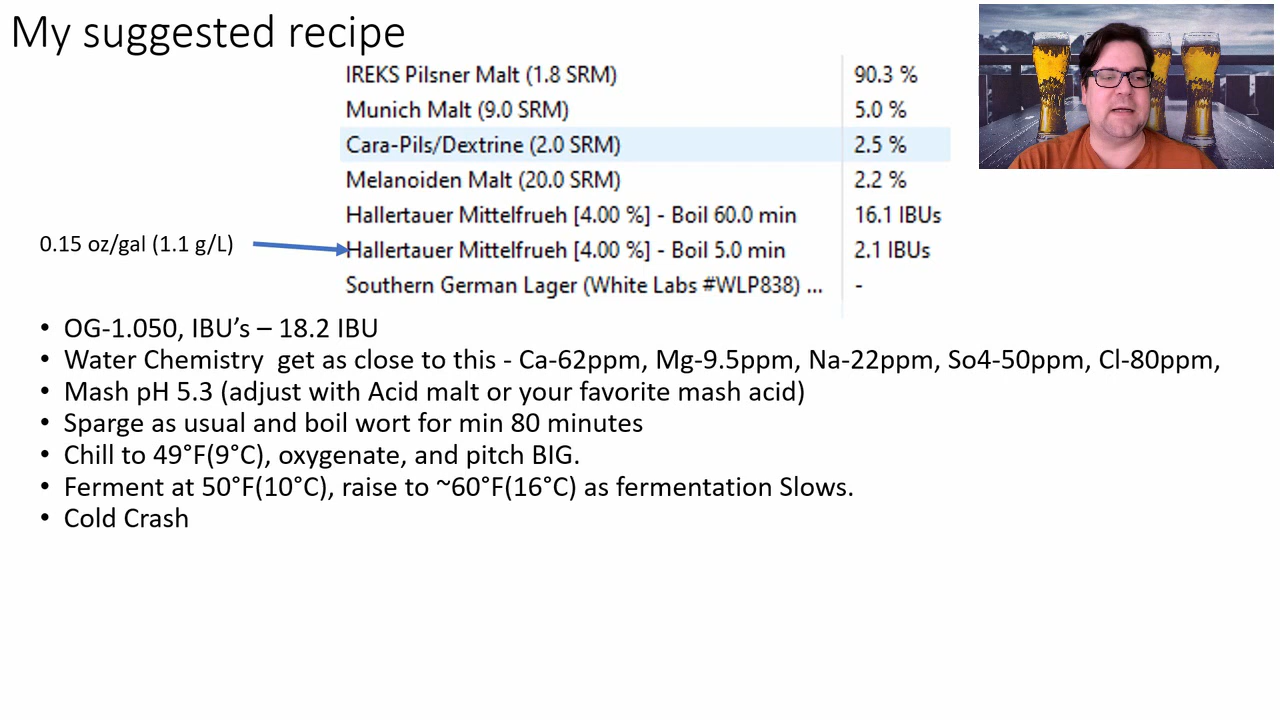 My suggested recipe
IREKS Pilsner Malt (1.8 SRM) 90.3 %
Munich Malt (9.0 SRM) 5.0 %
Cara-Pils/Dextrine (2.0 SRM) 2.5 %
Melanoiden Malt (20.0 SRM) 2.2 %
Hallertauer Mittelfrueh [4.00 %] - Boil 60.0 min 16.1 IBUs
0.15 oz/gal (1.1 g/L) Hallertauer Mittelfrueh [4.00 %] - Boil 5.0 min 2.1 IBUs
Southern German Lager (White Labs #WLP838) ... -
• OG-1.050, IBU’s – 18.2 IBU
• Water Chemistry  get as close to this - Ca-62ppm, Mg-9.5ppm, Na-22ppm, So4-50ppm, Cl-80ppm,
• Mash pH 5.3 (adjust with Acid malt or your favorite mash acid)
• Sparge as usual and boil wort for min 80 minutes
• Chill to 49°F(9°C), oxygenate, and pitch BIG.
• Ferment at 50°F(10°C), raise to ~60°F(16°C) as fermentation Slows.
• Cold Crash